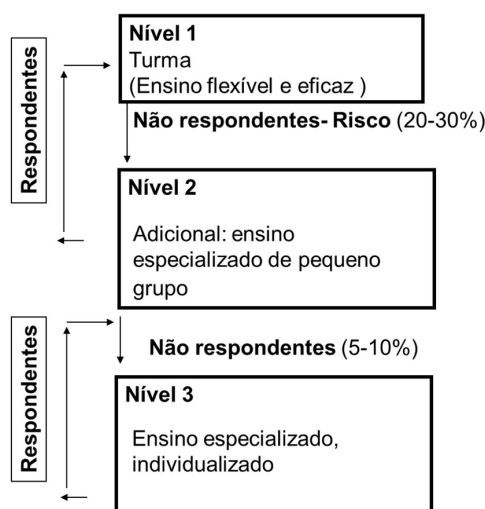 Respondentes
Nível 1
Turma
(Ensino flexível e eficaz )
Não respondentes- Risco (20-30%)
Nível 2
Adicional: ensino
especializado de pequeno
grupo
Respondentes
Não respondentes (5-10%)
Nível 3
Ensino especializado,
individualizado